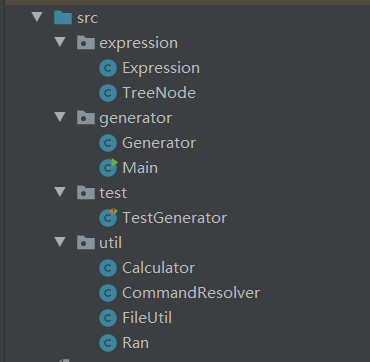 src
expression
Expression
TreeNode
generator
Generator
Main
test
TestGenerator
util
Calculator
CommandResolver
FileUtil
Ran